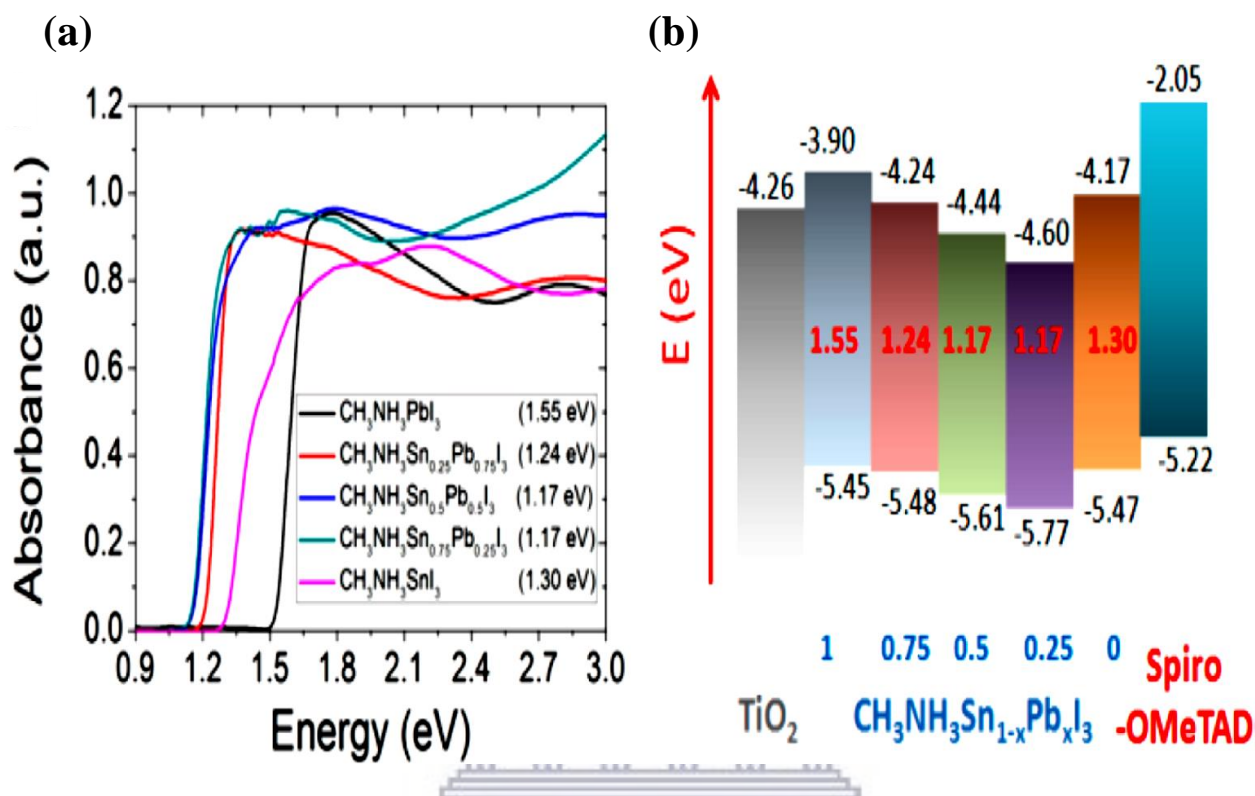 (a)
(b)
Absorbance (a.u.)
1.2
1.0
0.8
0.6
0.4
0.2
0.0
0.9 1.2 1.5 1.8 2.1 2.4 2.7 3.0
Energy (eV)
CH₃NH₃PbI₃ (1.55 eV)
CH₃NH₃Sn₀.₂₅Pb₀.₇₅I₃ (1.24 eV)
CH₃NH₃Sn₀.₅Pb₀.₅I₃ (1.17 eV)
CH₃NH₃Sn₀.₇₅Pb₀.₂₅I₃ (1.17 eV)
CH₃NH₃SnI₃ (1.30 eV)
E (eV)
-4.26 -3.90 -4.24 -4.44 -4.60 -4.17 -2.05
1.55 1.24 1.17 1.17 1.30
-5.45 -5.48 -5.61 -5.77 -5.47 -5.22
1 0.75 0.5 0.25 0
TiO₂ CH₃NH₃Sn₁₋ₓPbₓI₃
Spiro
-OMeTAD